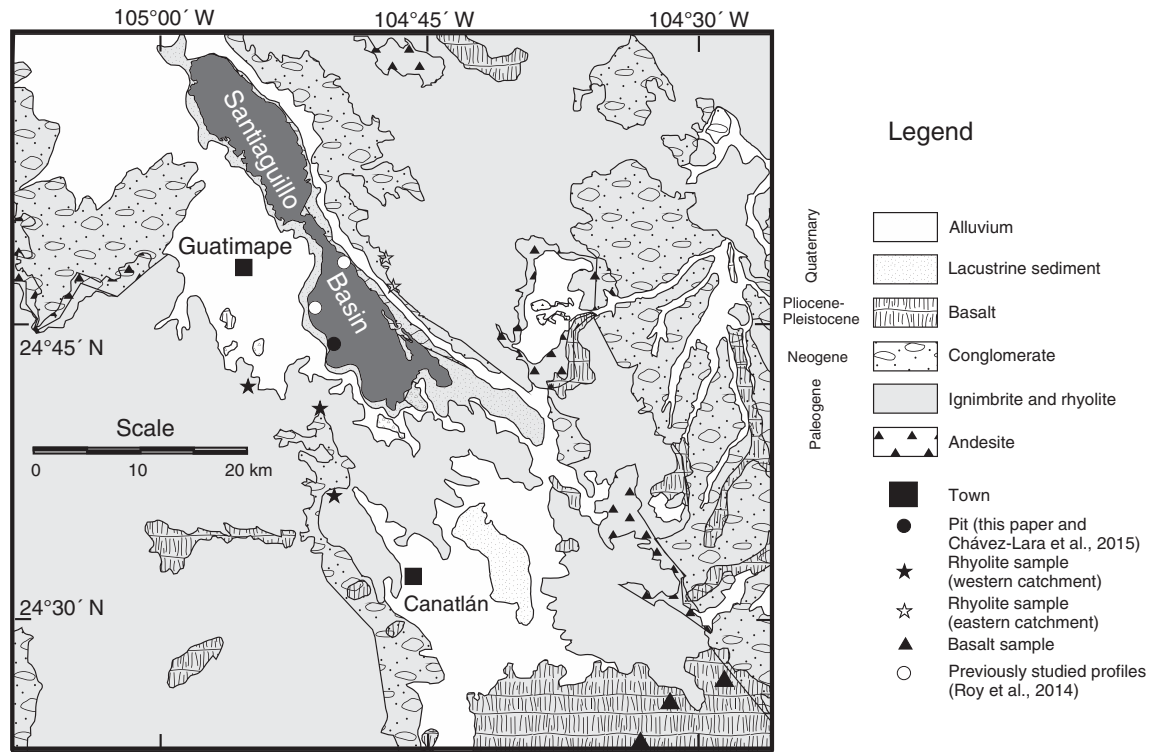 105°00´ W
104°45´ W
104°30´ W
Santiaguillo
Basin
Guatimape
24°45´ N
Scale
0 10 20 km
Canatlán
24°30´ N
Legend
Quaternary
Alluvium
Lacustrine sediment
Pliocene-
Pleistocene
Basalt
Neogene
Conglomerate
Paleogene
Ignimbrite and rhyolite
Andesite
Town
Pit (this paper and
Chávez-Lara et al., 2015)
Rhyolite sample
(western catchment)
Rhyolite sample
(eastern catchment)
Basalt sample
Previously studied profiles
(Roy et al., 2014)